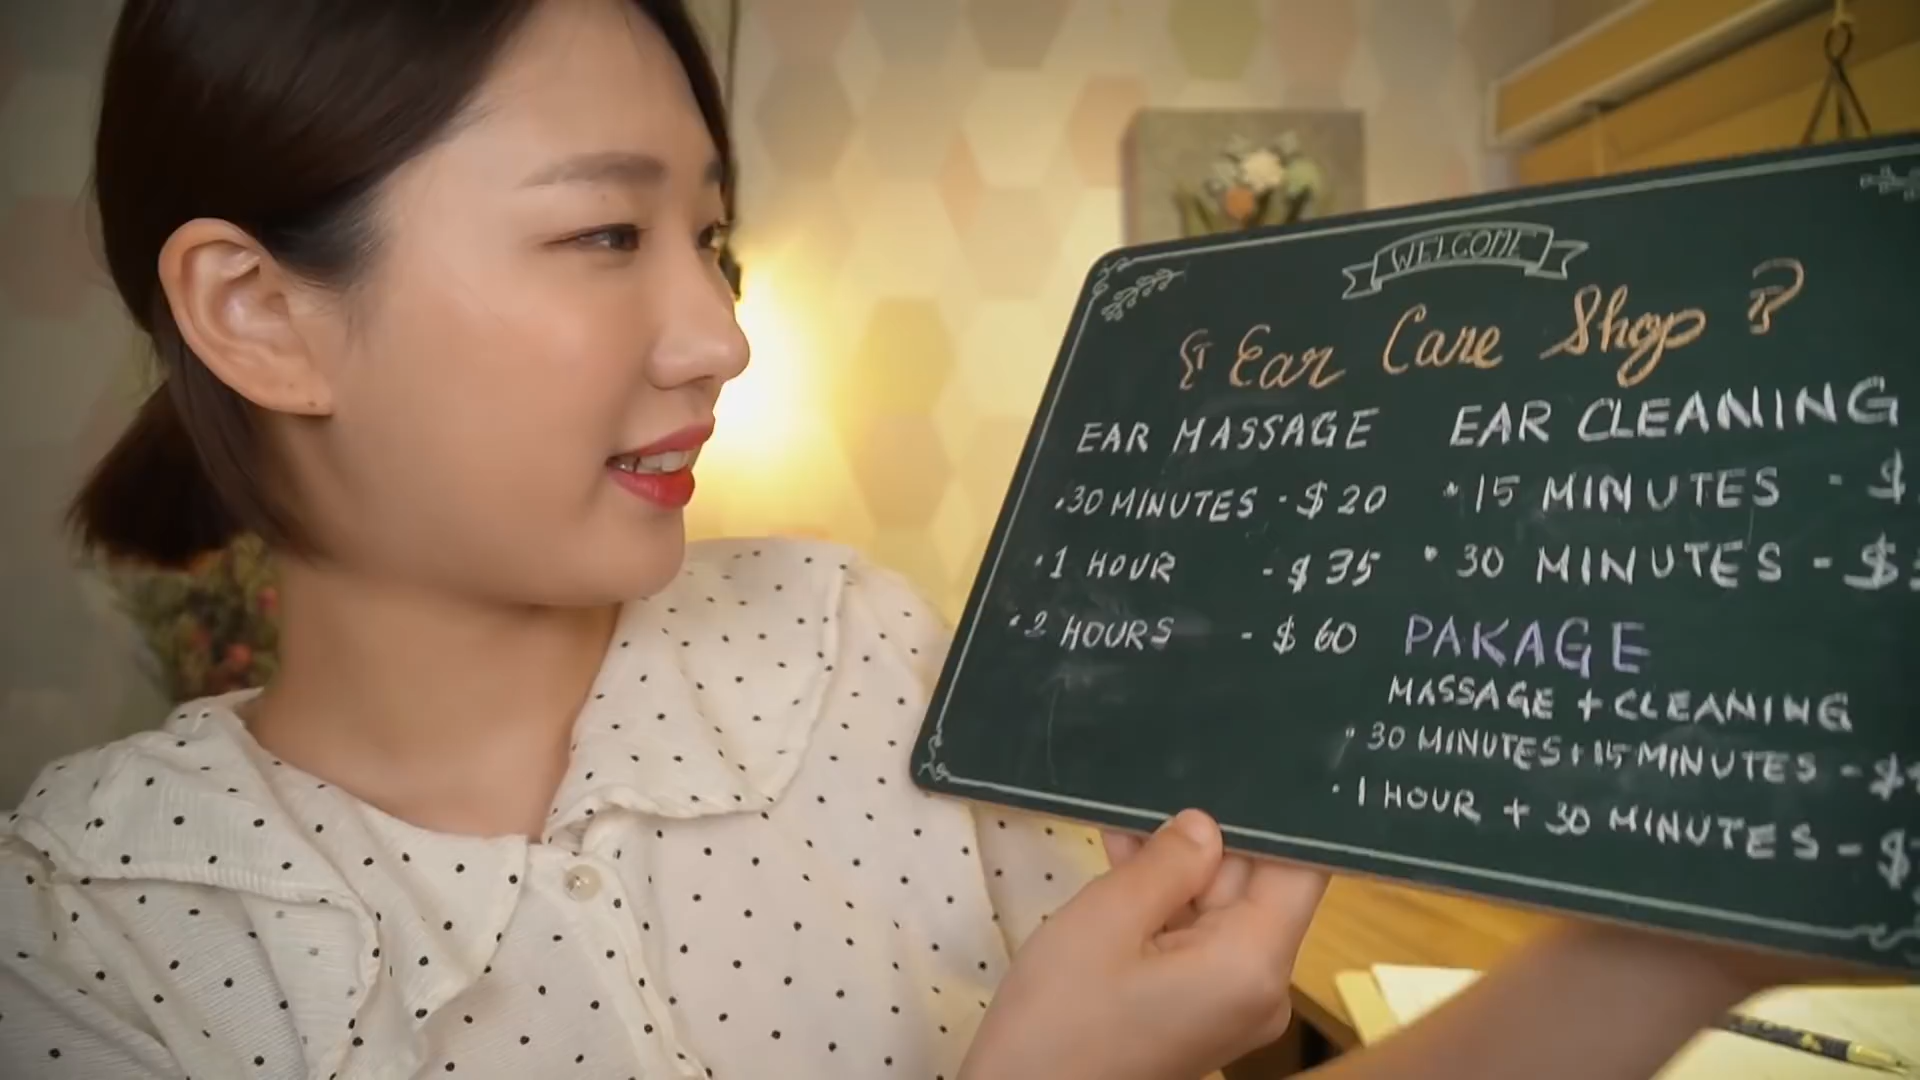 WELCOME
Ear Care Shop
EAR MASSAGE
• 30 MINUTES - $ 20
• 1 HOUR - $ 35
• 2 HOURS - $ 60
EAR CLEANING
• 15 MINUTES - $
• 30 MINUTES - $
PAKAGE
MASSAGE + CLEANING
• 30 MINUTES + 15 MINUTES - $
• 1 HOUR + 30 MINUTES - $